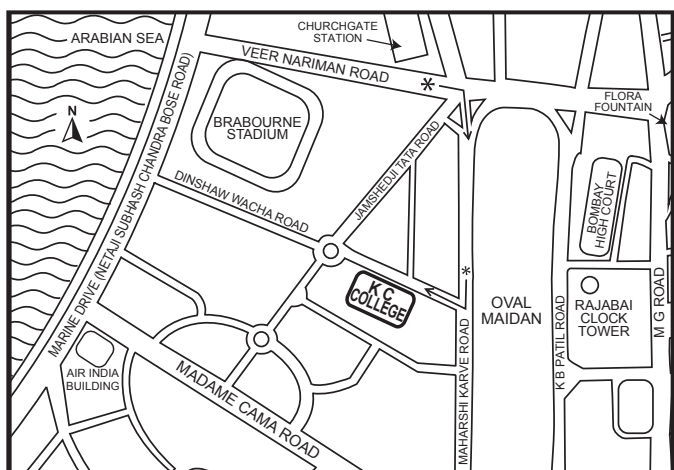 CHURCHGATE
STATION
ARABIAN SEA
VEER NARIMAN ROAD
FLORA
FOUNTAIN
N
BRABOURNE
STADIUM
MARINE DRIVE (NETAJI SUBHASH CHANDRA BOSE ROAD)
JAMSHEDJI TATA ROAD
DINSHAW WACHA ROAD
BOMBAY
HIGH COURT
K C
COLLEGE
OVAL
MAIDAN
RAJABAI
CLOCK
TOWER
M G ROAD
K B PATIL ROAD
MAHARSHI KARVE ROAD
AIR INDIA
BUILDING
MADAME CAMA ROAD